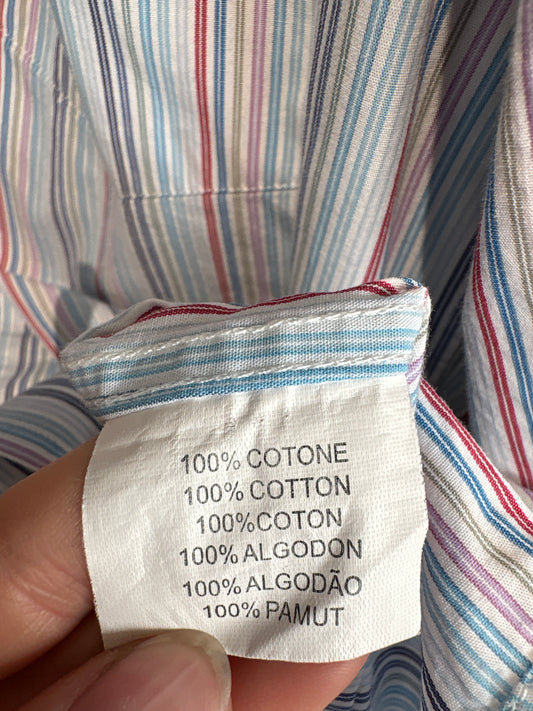 100% COTONE
100% COTTON
100% COTON
100% ALGODON
100% ALGODÃO
100% PAMUT